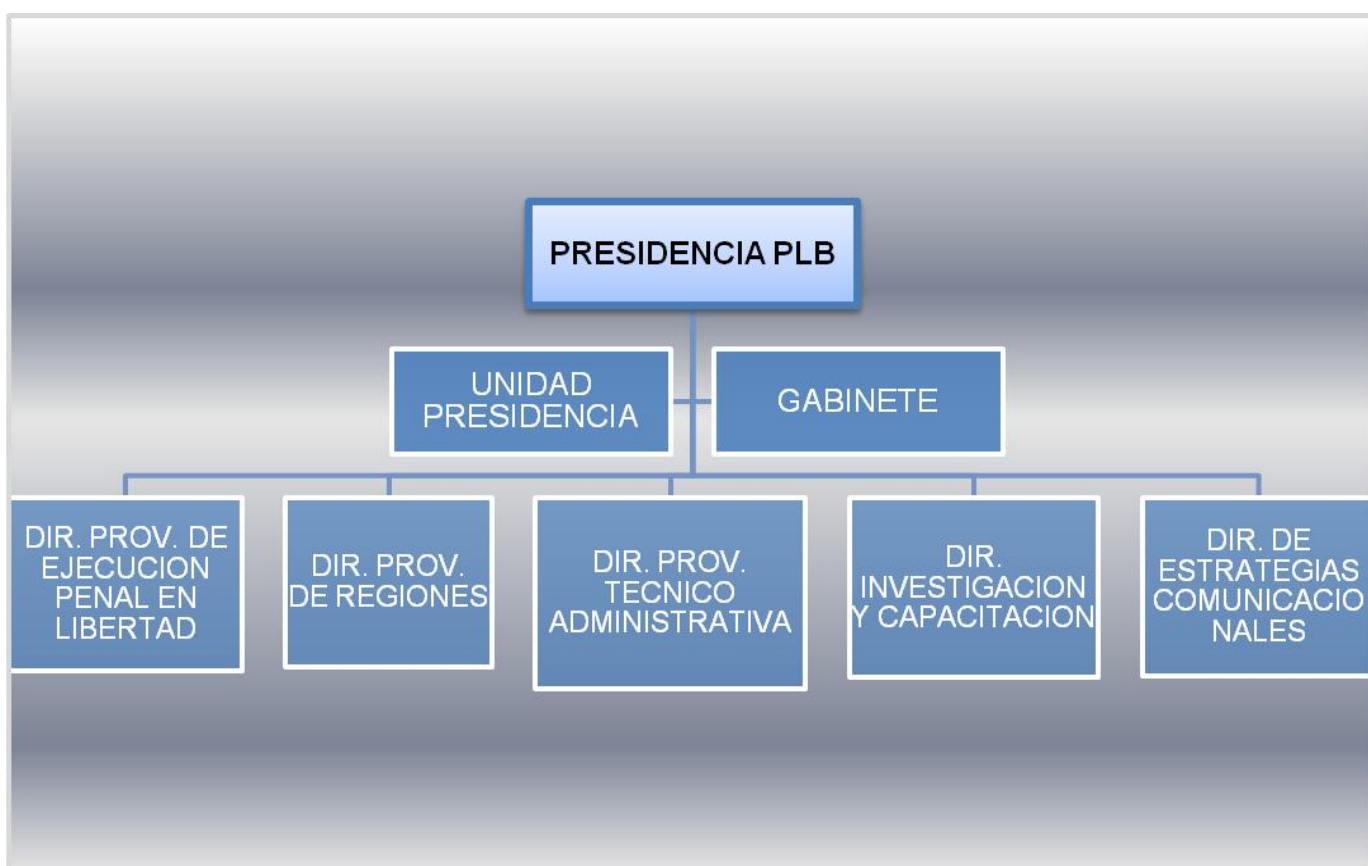 PRESIDENCIA PLB
UNIDAD
PRESIDENCIA
GABINETE
DIR. PROV. DE
EJECUCION
PENAL EN
LIBERTAD
DIR. PROV.
DE REGIONES
DIR. PROV.
TECNICO
ADMINISTRATIVA
DIR.
INVESTIGACION
Y CAPACITACION
DIR. DE
ESTRATEGIAS
COMUNICACIO
NALES